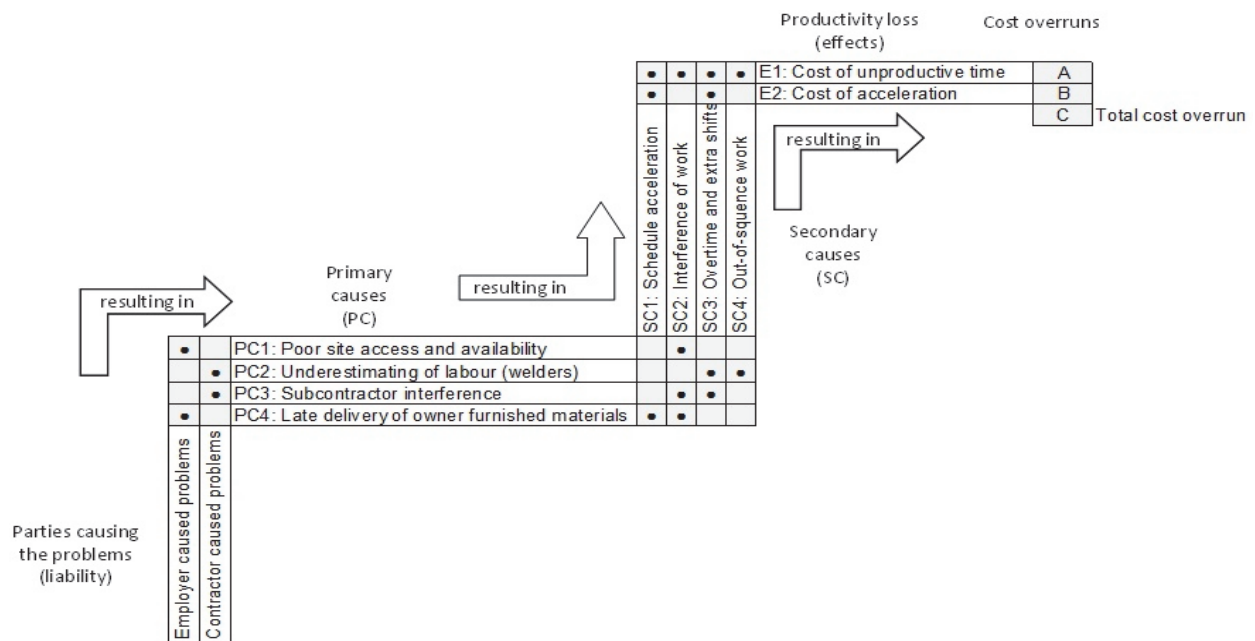 Productivity loss
(effects)
Cost overruns
E1: Cost of unproductive time
A
E2: Cost of acceleration
B
C
Total cost overrun
resulting in
SC1: Schedule acceleration
SC2: Interference of work
SC3: Overtime and extra shifts
SC4: Out-of-squence work
Secondary
causes
(SC)
resulting in
Primary
causes
(PC)
resulting in
PC1: Poor site access and availability
PC2: Underestimating of labour (welders)
PC3: Subcontractor interference
PC4: Late delivery of owner furnished materials
Parties causing
the problems
(liability)
Employer caused problems
Contractor caused problems